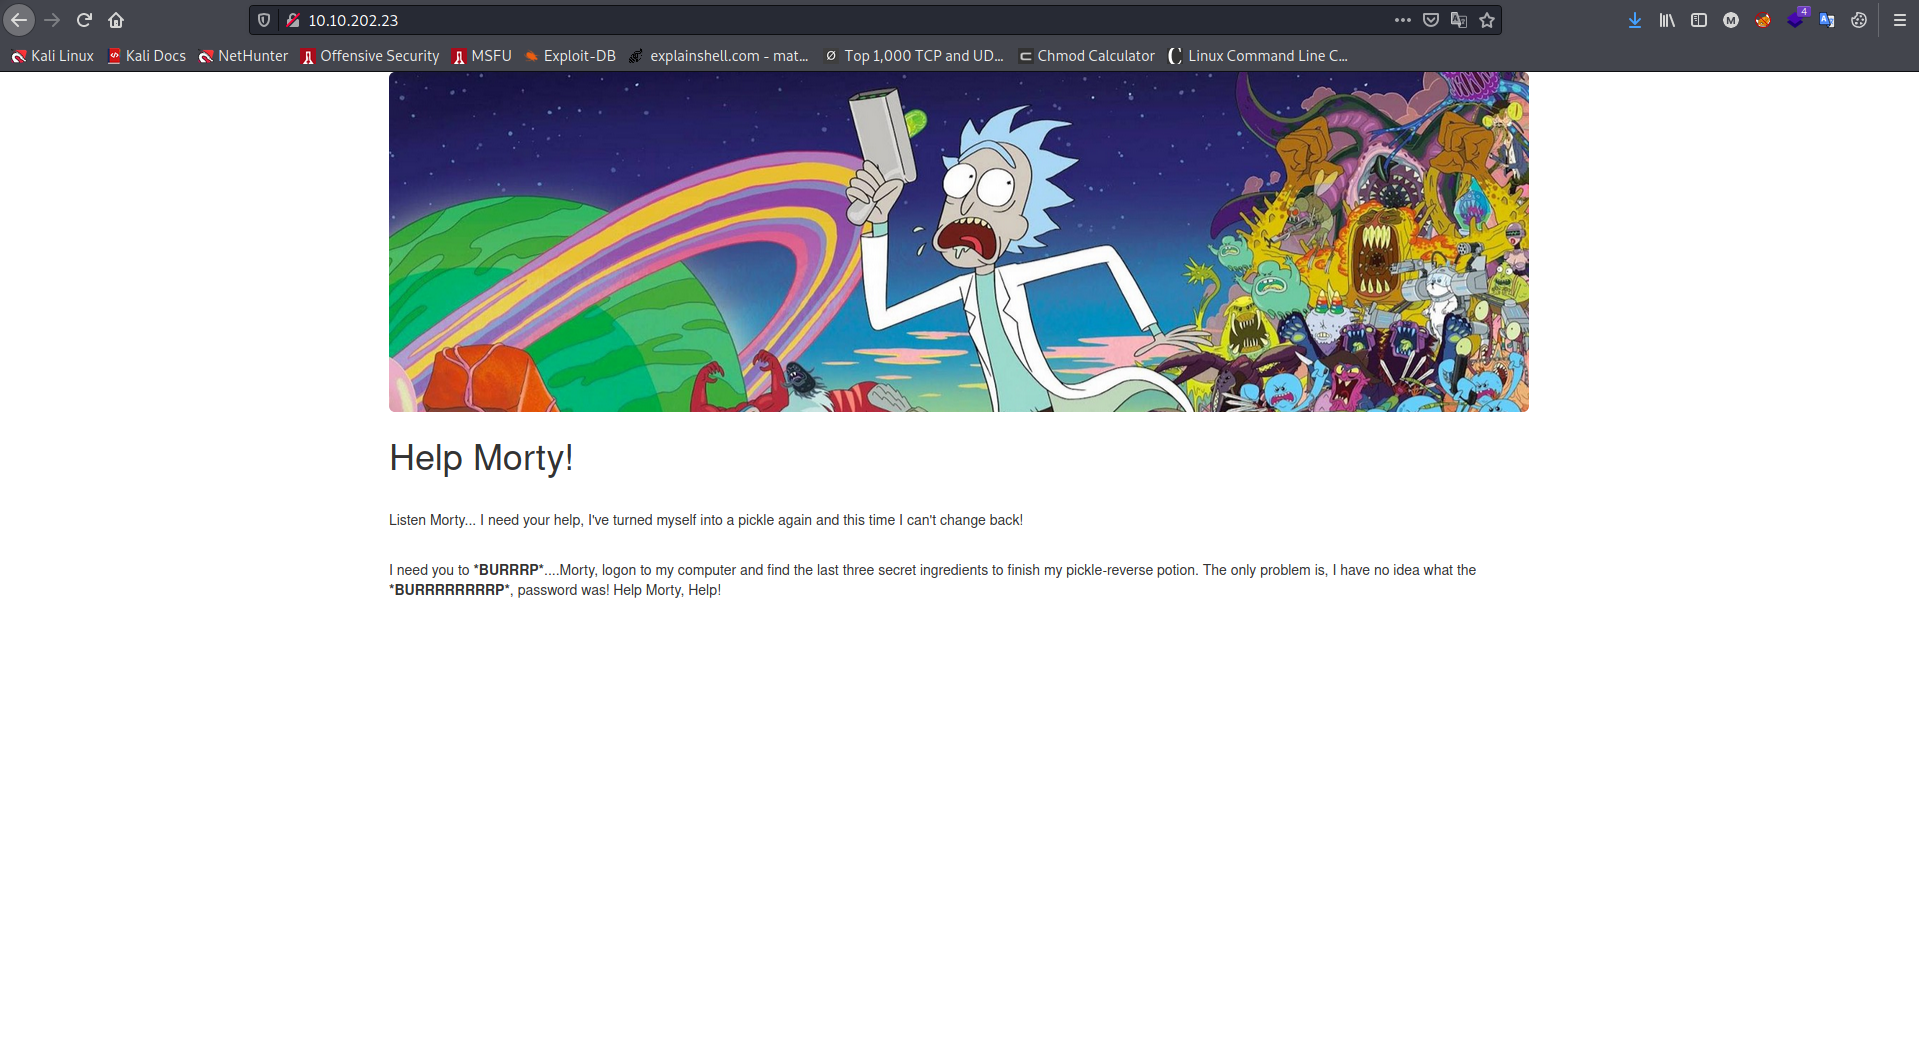 10.10.202.23
4
Kali Linux Kali Docs NetHunter Offensive Security MSFU Exploit-DB explainshell.com - mat... Top 1,000 TCP and UD... Chmod Calculator Linux Command Line C...
Help Morty!
Listen Morty... I need your help, I've turned myself into a pickle again and this time I can't change back!
I need you to *BURRRP*....Morty, logon to my computer and find the last three secret ingredients to finish my pickle-reverse potion. The only problem is, I have no idea what the
*BURRRRRRRRP*, password was! Help Morty, Help!